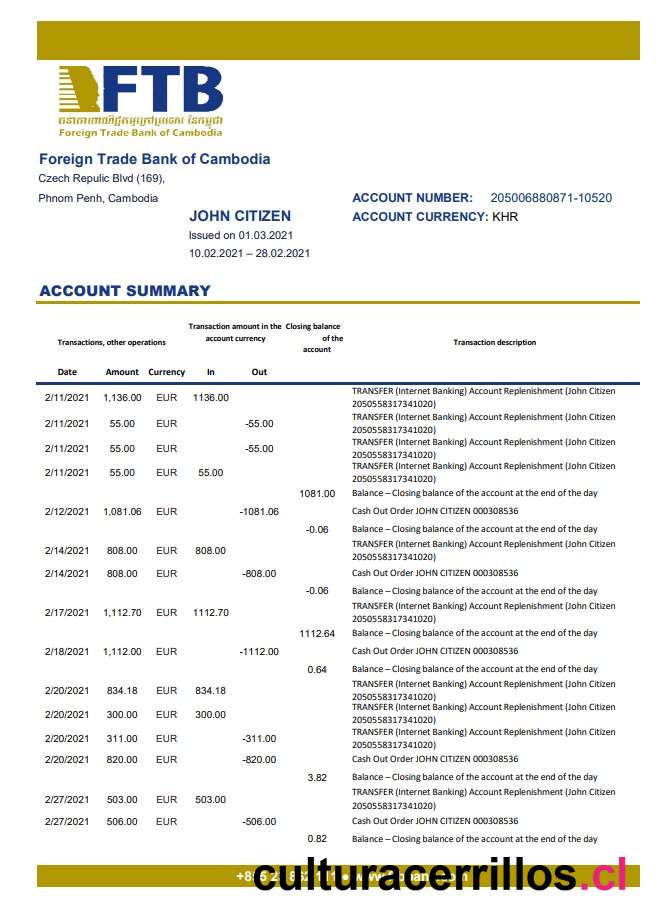 FTB
Foreign Trade Bank of Cambodia
Foreign Trade Bank of Cambodia
Czech Repulic Blvd (169),
Phnom Penh, Cambodia
ACCOUNT NUMBER: 205006880871-10520
JOHN CITIZEN
ACCOUNT CURRENCY: KHR
Issued on 01.03.2021
10.02.2021 – 28.02.2021
ACCOUNT SUMMARY
Transactions, other operations
Transaction amount in the account currency
Closing balance of the account
Transaction description
Date Amount Currency In Out
2/11/2021 1,136.00 EUR 1136.00 TRANSFER (Internet Banking) Account Replenishment (John Citizen
2050558317341020)
2/11/2021 55.00 EUR -55.00 TRANSFER (Internet Banking) Account Replenishment (John Citizen
2050558317341020)
2/11/2021 55.00 EUR -55.00 TRANSFER (Internet Banking) Account Replenishment (John Citizen
2050558317341020)
2/11/2021 55.00 EUR 55.00 TRANSFER (Internet Banking) Account Replenishment (John Citizen
2050558317341020)
1081.00 Balance – Closing balance of the account at the end of the day
2/12/2021 1,081.06 EUR -1081.06 Cash Out Order JOHN CITIZEN 000308536
-0.06 Balance – Closing balance of the account at the end of the day
2/14/2021 808.00 EUR 808.00 TRANSFER (Internet Banking) Account Replenishment (John Citizen
2050558317341020)
2/14/2021 808.00 EUR -808.00 Cash Out Order JOHN CITIZEN 000308536
-0.06 Balance – Closing balance of the account at the end of the day
2/17/2021 1,112.70 EUR 1112.70 TRANSFER (Internet Banking) Account Replenishment (John Citizen
2050558317341020)
1112.64 Balance – Closing balance of the account at the end of the day
2/18/2021 1,112.00 EUR -1112.00 Cash Out Order JOHN CITIZEN 000308536
0.64 Balance – Closing balance of the account at the end of the day
2/20/2021 834.18 EUR 834.18 TRANSFER (Internet Banking) Account Replenishment (John Citizen
2050558317341020)
2/20/2021 300.00 EUR 300.00 TRANSFER (Internet Banking) Account Replenishment (John Citizen
2050558317341020)
2/20/2021 311.00 EUR -311.00 TRANSFER (Internet Banking) Account Replenishment (John Citizen
2050558317341020)
2/20/2021 820.00 EUR -820.00 Cash Out Order JOHN CITIZEN 000308536
3.82 Balance – Closing balance of the account at the end of the day
2/27/2021 503.00 EUR 503.00 TRANSFER (Internet Banking) Account Replenishment (John Citizen
2050558317341020)
2/27/2021 506.00 EUR -506.00 Cash Out Order JOHN CITIZEN 000308536
0.82 Balance – Closing balance of the account at the end of the day
culturacerrillos.cl